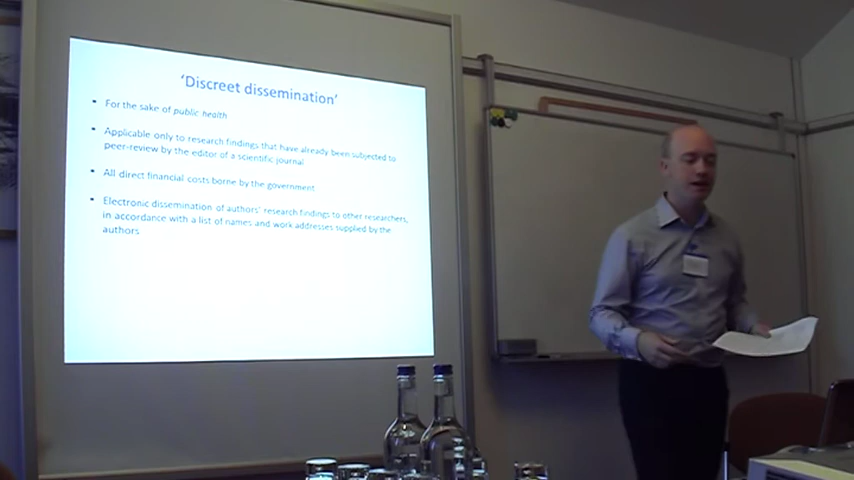 'Discreet dissemination'
• For the sake of public health
• Applicable only to research findings that have already been subjected to
peer-review by the editor of a scientific journal
• All direct financial costs borne by the government
• Electronic dissemination of authors' research findings to other researchers,
in accordance with a list of names and work addresses supplied by the
authors